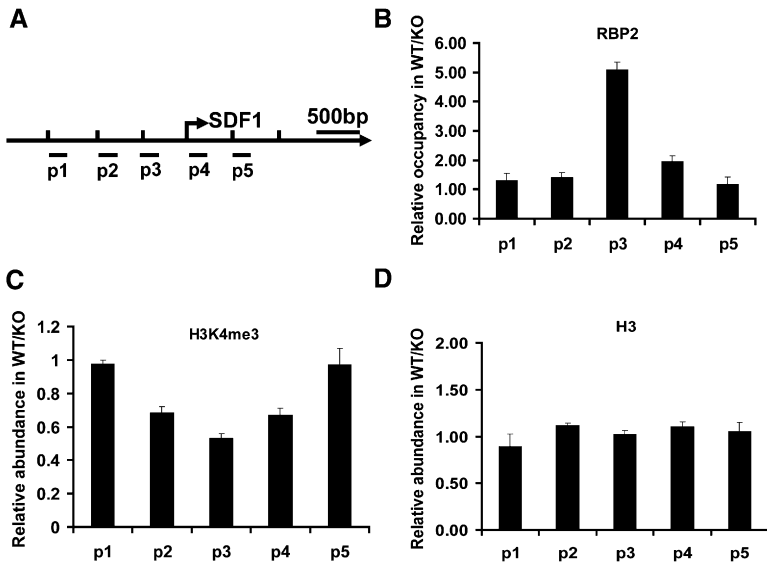 A
SDF1
500bp
p1 p2 p3 p4 p5
B
RBP2
Relative occupancy in WT/KO
6.00
5.00
4.00
3.00
2.00
1.00
0.00
p1 p2 p3 p4 p5
C
H3K4me3
Relative abundance in WT/KO
1.2
1
0.8
0.6
0.4
0.2
0
p1 p2 p3 p4 p5
D
H3
Relative abundance in WT/KO
2.00
1.50
1.00
0.50
0.00
p1 p2 p3 p4 p5